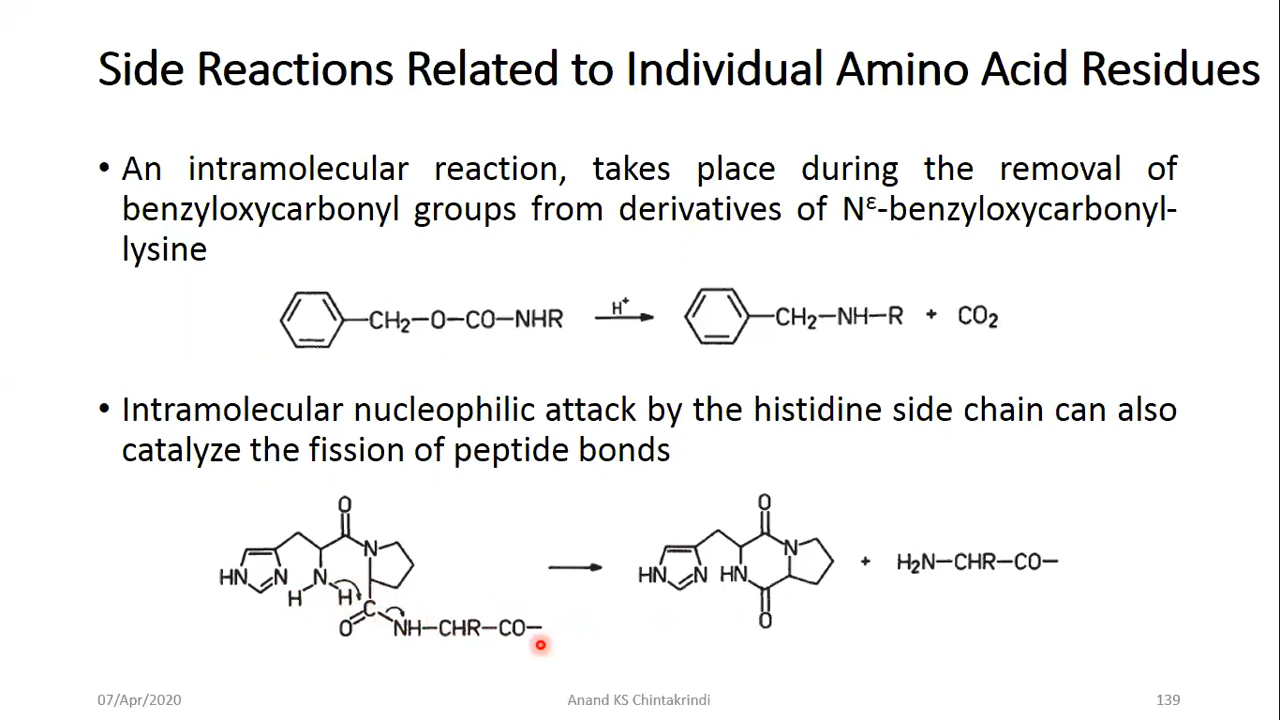 Side Reactions Related to Individual Amino Acid Residues
• An intramolecular reaction, takes place during the removal of
benzyloxycarbonyl groups from derivatives of Nᵋ-benzyloxycarbonyl-
lysine
CH₂–O–CO–NHR H⁺ CH₂–NH–R + CO₂
• Intramolecular nucleophilic attack by the histidine side chain can also
catalyze the fission of peptide bonds
O O
N N
HN N N HN N HN + H₂N–CHR–CO–
H H
C
O NH–CHR–CO– O
07/Apr/2020 Anand KS Chintakrindi 139